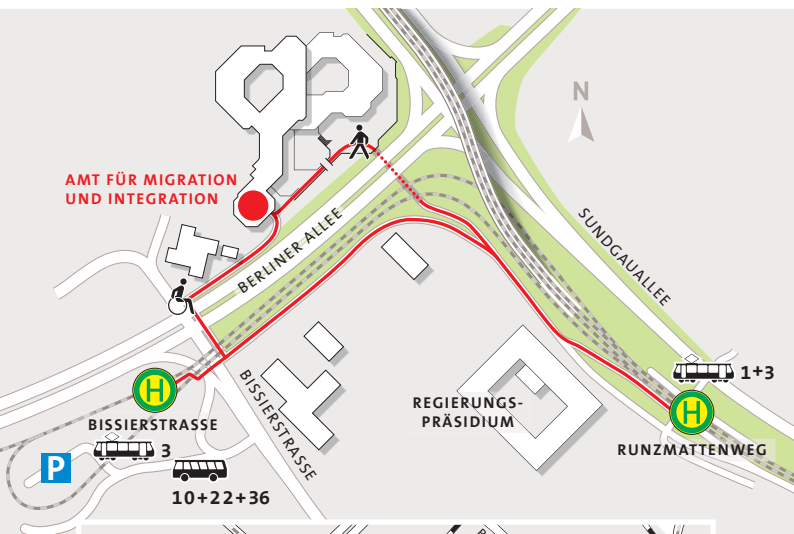 N
AMT FÜR MIGRATION
UND INTEGRATION
BERLINER ALLEE
SUNDGAUALLEE
BISSIERSTRASSE
H
BISSIERSTRASSE
3
P
10+22+36
REGIERUNGS-
PRÄSIDIUM
1+3
H
RUNZMATTENWEG